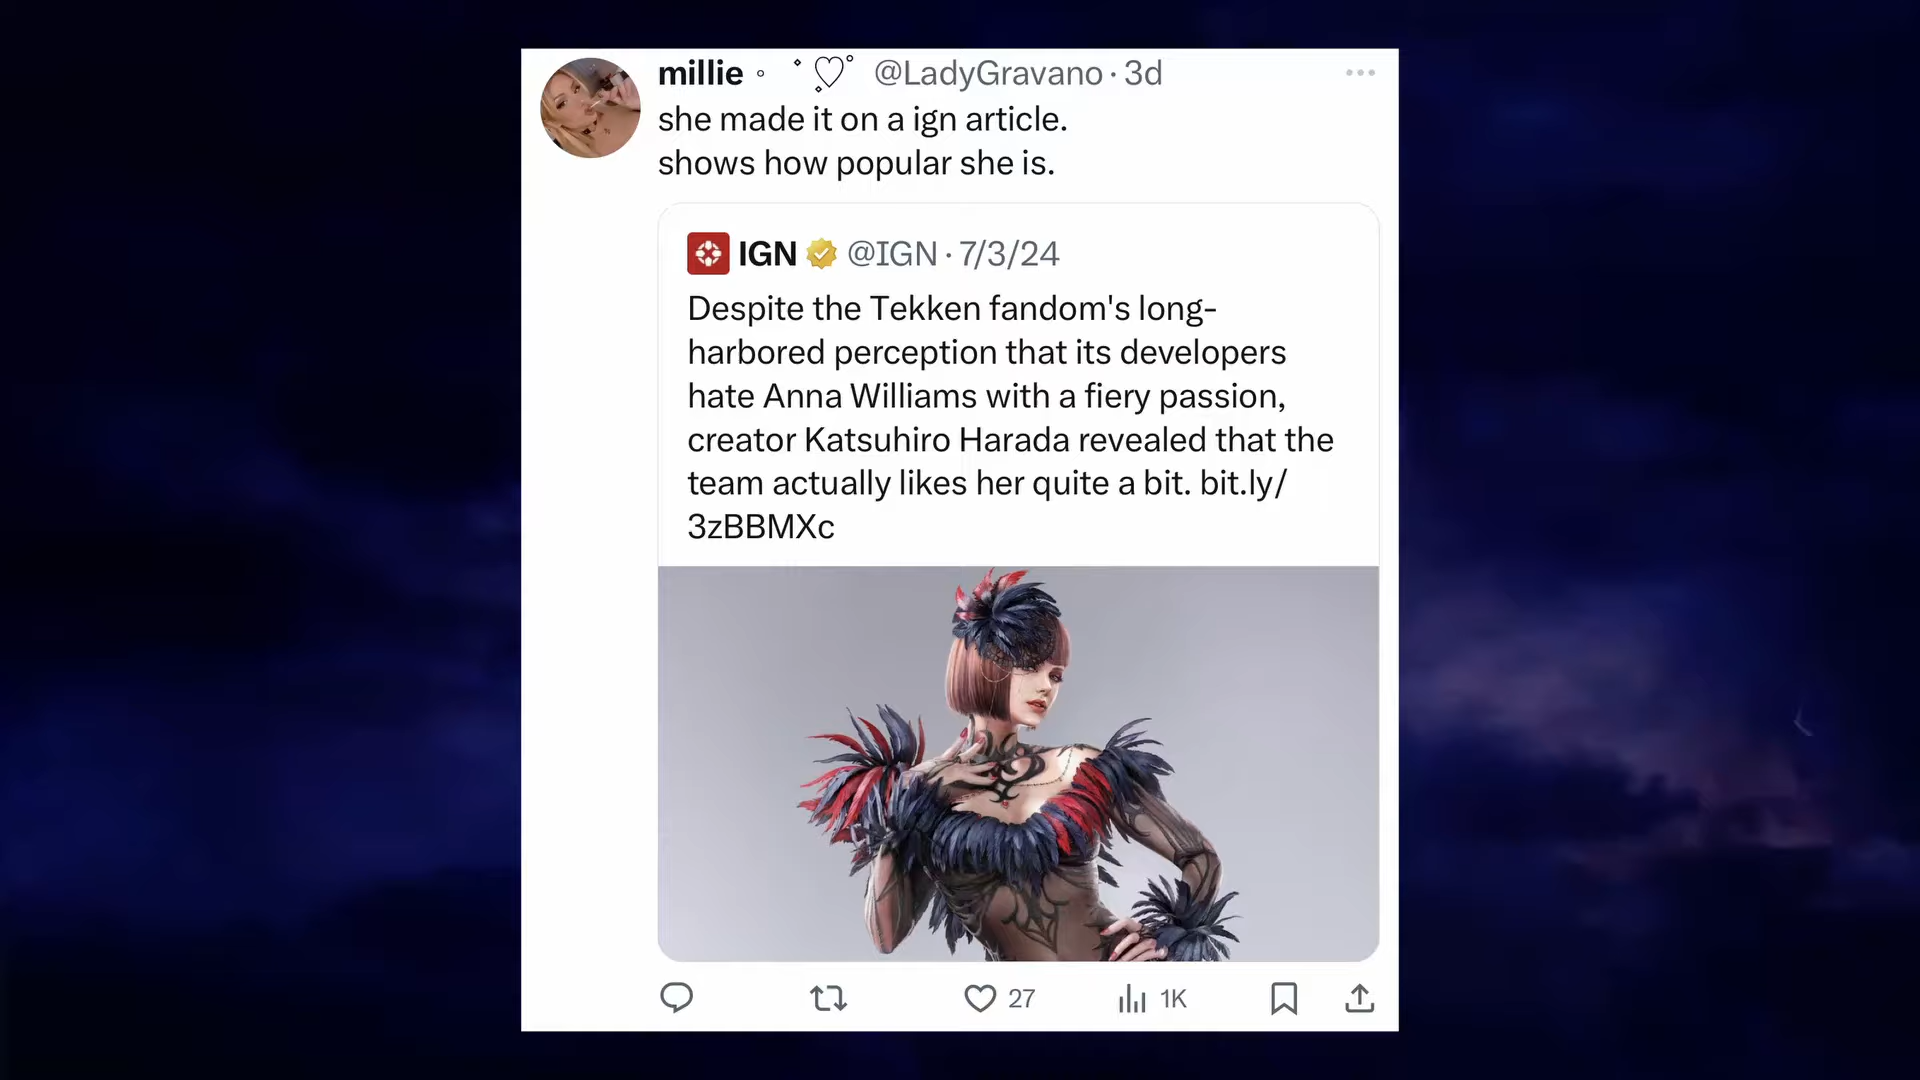 millie @LadyGravano · 3d
she made it on a ign article.
shows how popular she is.
IGN @IGN · 7/3/24
Despite the Tekken fandom's long-
harbored perception that its developers
hate Anna Williams with a fiery passion,
creator Katsuhiro Harada revealed that the
team actually likes her quite a bit. bit.ly/
3zBBMXc
27 1K